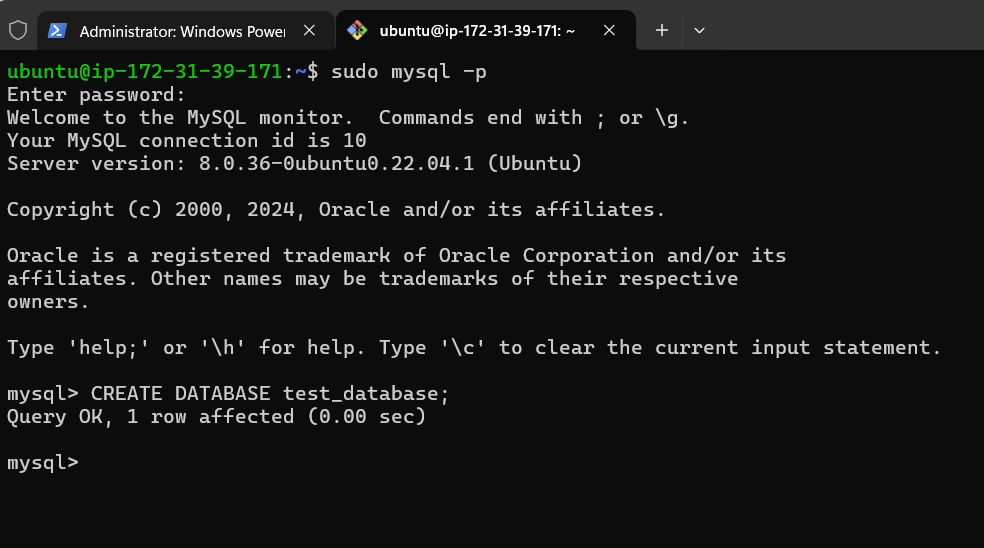 Administrator: Windows Power
ubuntu@ip-172-31-39-171: ~
ubuntu@ip-172-31-39-171:~$ sudo mysql -p
Enter password:
Welcome to the MySQL monitor.  Commands end with ; or \g.
Your MySQL connection id is 10
Server version: 8.0.36-0ubuntu0.22.04.1 (Ubuntu)
Copyright (c) 2000, 2024, Oracle and/or its affiliates.
Oracle is a registered trademark of Oracle Corporation and/or its
affiliates. Other names may be trademarks of their respective
owners.
Type 'help;' or '\h' for help. Type '\c' to clear the current input statement.
mysql> CREATE DATABASE test_database;
Query OK, 1 row affected (0.00 sec)
mysql>